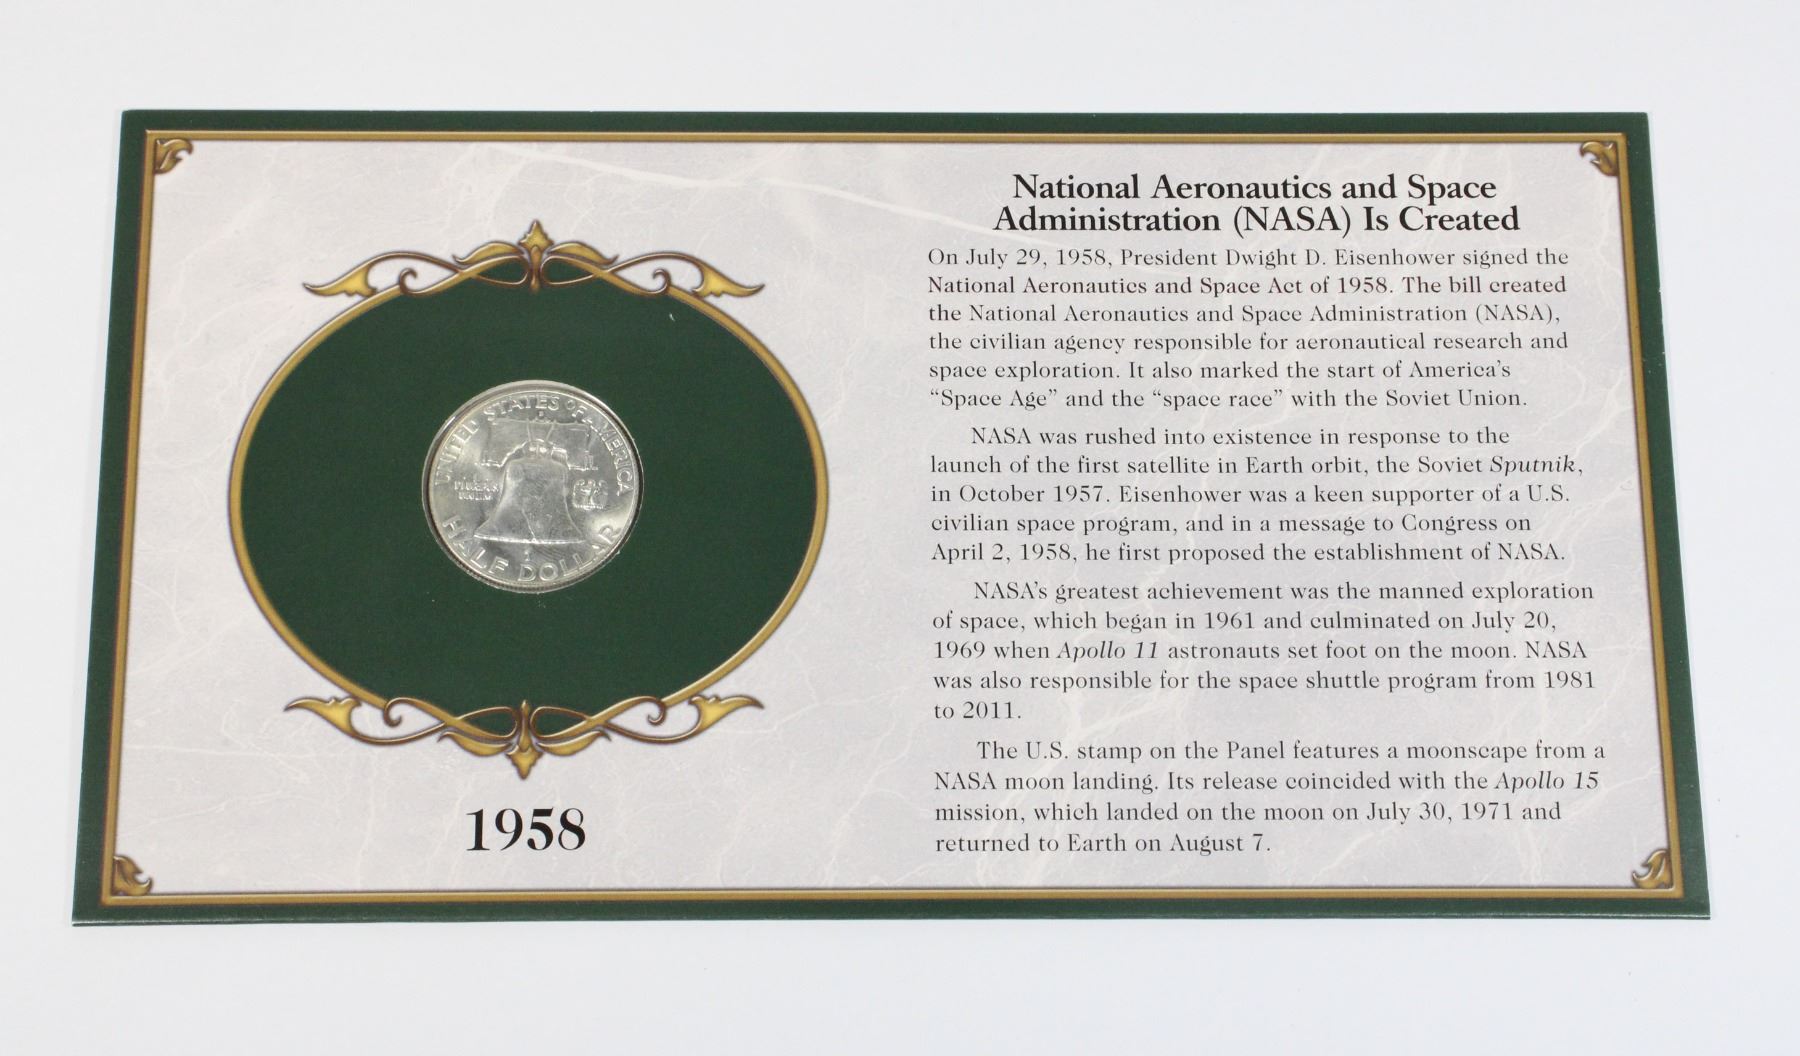 UNITED STATES OF AMERICA
D
E PLURIBUS
UNUM
HALF DOLLAR
1958
National Aeronautics and Space
Administration (NASA) Is Created
On July 29, 1958, President Dwight D. Eisenhower signed the
National Aeronautics and Space Act of 1958. The bill created
the National Aeronautics and Space Administration (NASA),
the civilian agency responsible for aeronautical research and
space exploration. It also marked the start of America's
“Space Age” and the “space race” with the Soviet Union.
NASA was rushed into existence in response to the
launch of the first satellite in Earth orbit, the Soviet Sputnik,
in October 1957. Eisenhower was a keen supporter of a U.S.
civilian space program, and in a message to Congress on
April 2, 1958, he first proposed the establishment of NASA.
NASA's greatest achievement was the manned exploration
of space, which began in 1961 and culminated on July 20,
1969 when Apollo 11 astronauts set foot on the moon. NASA
was also responsible for the space shuttle program from 1981
to 2011.
The U.S. stamp on the Panel features a moonscape from a
NASA moon landing. Its release coincided with the Apollo 15
mission, which landed on the moon on July 30, 1971 and
returned to Earth on August 7.